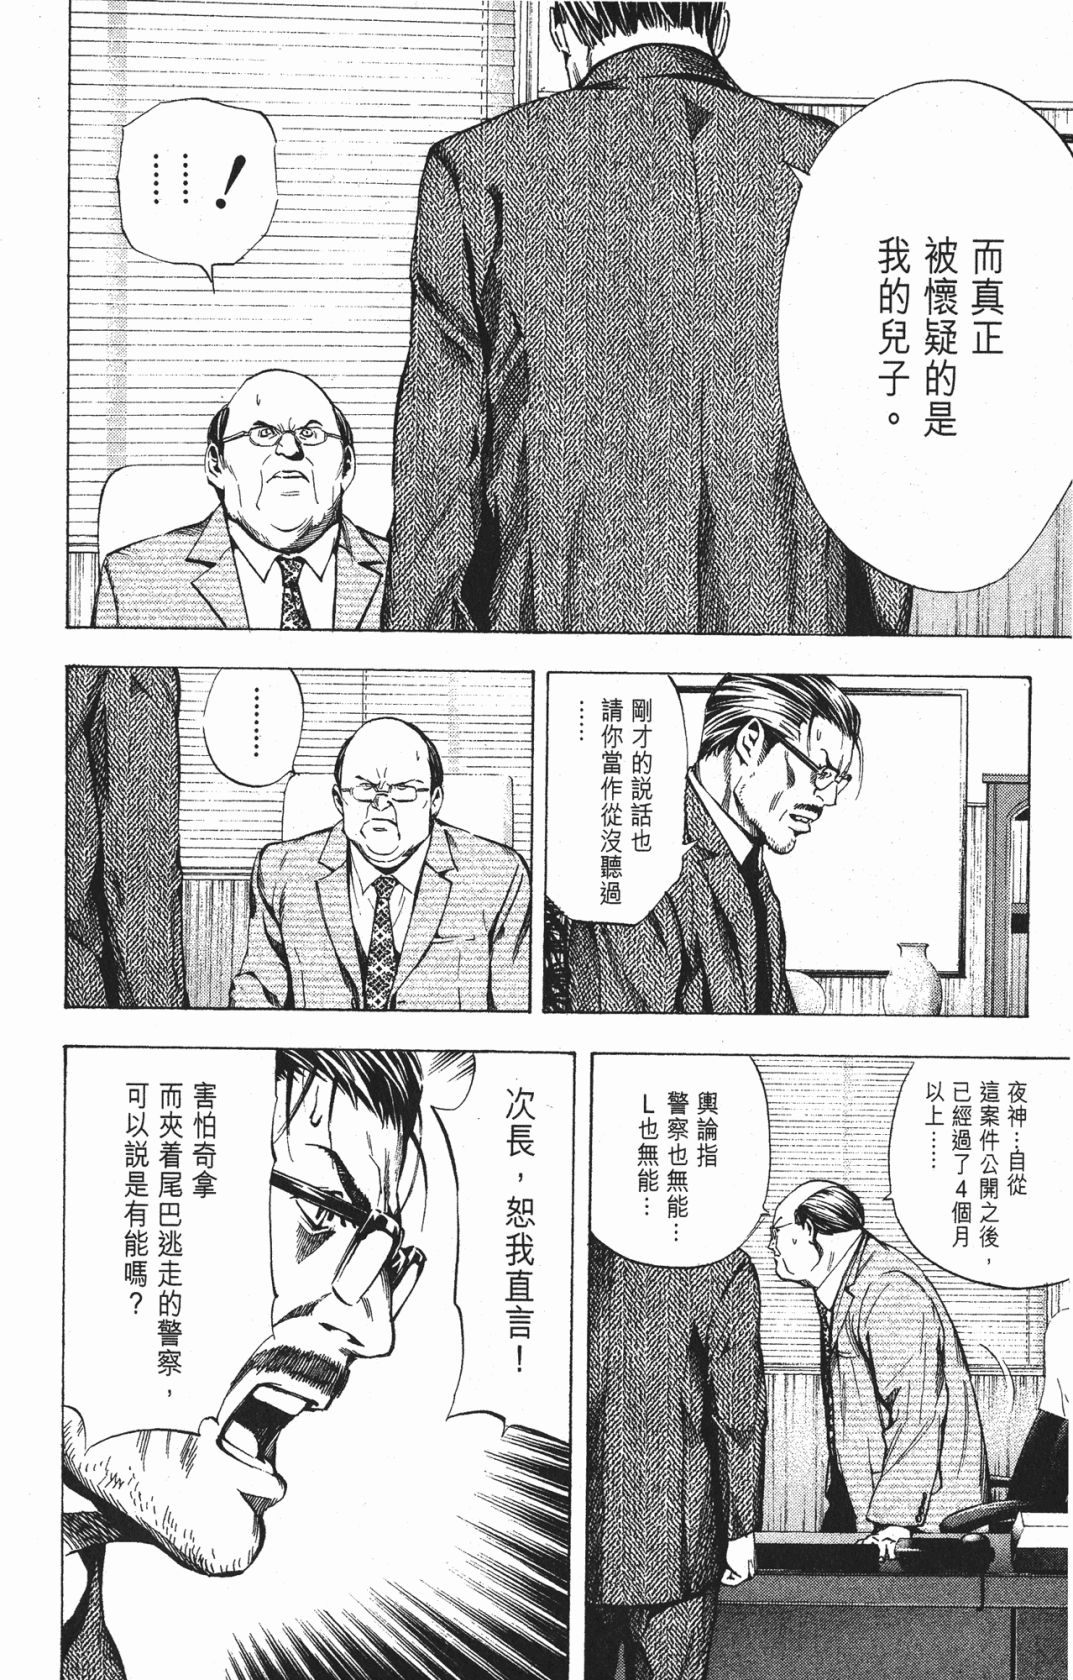 而真正
被懷疑的是
我的兒子。
！
⋯⋯
⋯⋯
剛才的說話也
請你當作從沒聽過
⋯⋯
⋯⋯⋯
夜神⋯自從
這案件公開之後，
已經過了4個月
以上⋯⋯
輿論指
警察也無能⋯
L也無能⋯
次長，恕我直言！
害怕奇拿
而夾着尾巴逃走的警察，
可以說是有能嗎？